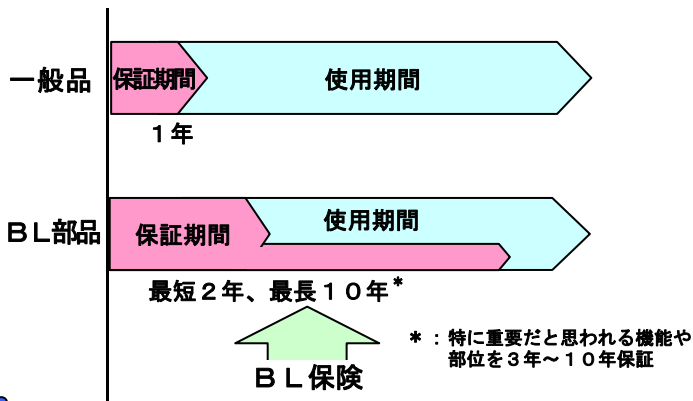 一般品
保証期間
使用期間
１年
ＢＬ部品
保証期間
使用期間
最短２年、最長１０年*
*：特に重要だと思われる機能や
部位を３年～１０年保証
ＢＬ保険